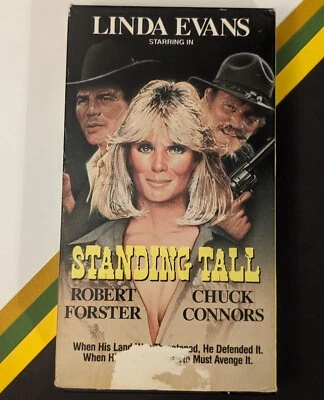 LINDA EVANS
STARRING IN
STANDING TALL
ROBERT CHUCK
FORSTER CONNORS
When His Land He Defended It.
When Must Avenge It.